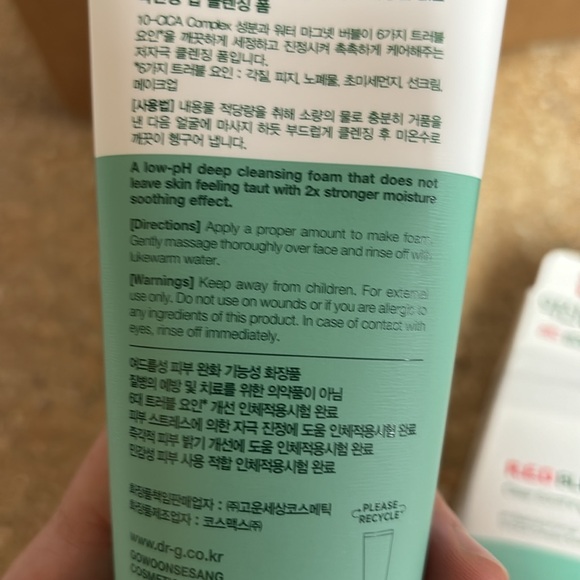 클렌징 폼
10-CICA Complex 성분과 워터 마그넷 버블이 6가지 트러블
요인*을 깨끗하게 세정하고 진정시켜 촉촉하게 케어해주는
저자극 클렌징 폼입니다.
*6가지 트러블 요인 : 각질, 피지, 노폐물, 초미세먼지, 선크림,
메이크업
[사용법] 내용물 적당량을 취해 소량의 물로 충분히 거품을
낸 다음 얼굴에 마사지 하듯 부드럽게 클렌징 후 미온수로
깨끗이 헹구어 냅니다.
A low-pH deep cleansing foam that does not
leave skin feeling taut with 2x stronger moisture
soothing effect.
[Directions] Apply a proper amount to make foam.
Gently massage thoroughly over face and rinse off with
lukewarm water.
[Warnings] Keep away from children. For external
use only. Do not use on wounds or if you are allergic to
any ingredients of this product. In case of contact with
eyes, rinse off immediately.
여드름성 피부 완화 기능성 화장품
질병의 예방 및 치료를 위한 의약품이 아님
6대 트러블 요인* 개선 인체적용시험 완료
피부 스트레스에 의한 자극 진정에 도움 인체적용시험 완료
즉각적 피부 밝기 개선에 도움 인체적용시험 완료
민감성 피부 사용 적합 인체적용시험 완료
화장품책임판매업자 : ㈜고운세상코스메틱
화장품제조업자 : 코스맥스㈜
PLEASE
RECYCLE
www.dr-g.co.kr
GOWOONSESANG